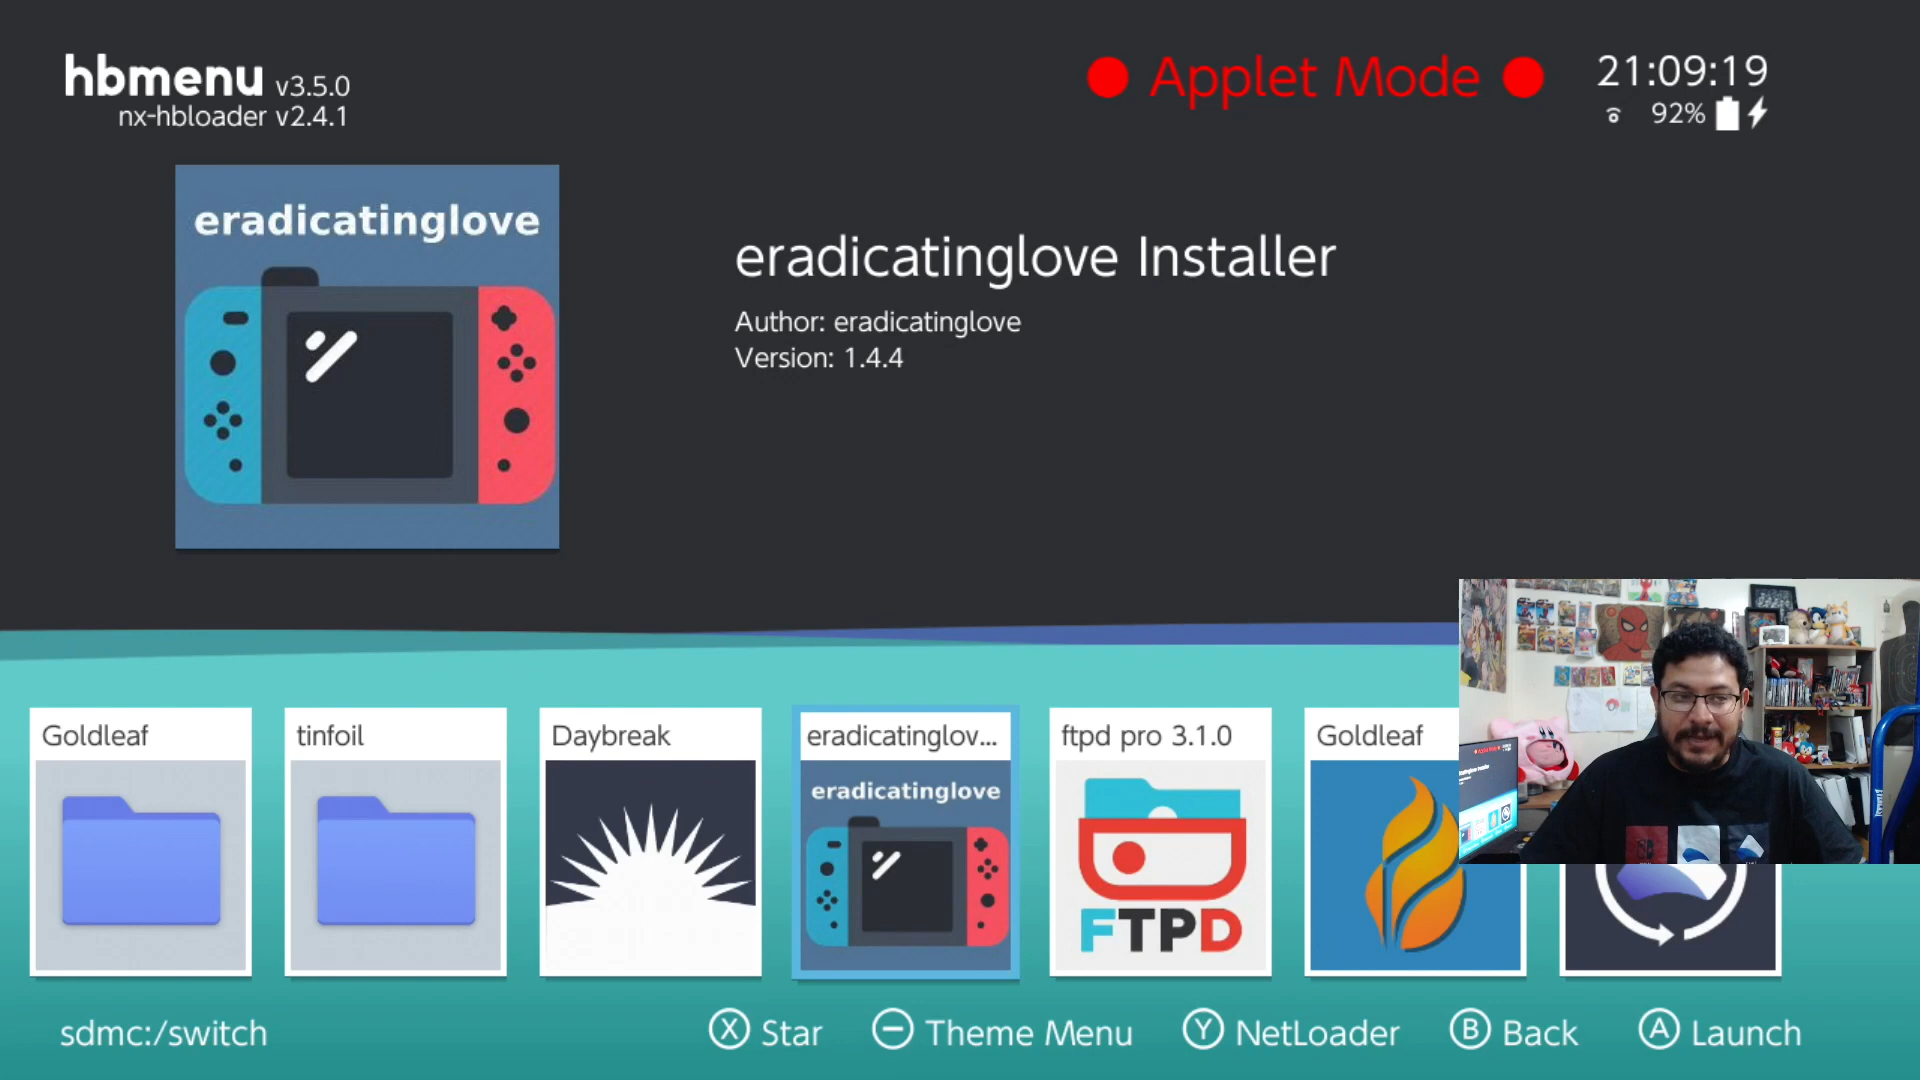 hbmenu v3.5.0
nx-hbloader v2.4.1
Applet Mode
21:09:19
92%
eradicatinglove
eradicatinglove Installer
Author: eradicatinglove
Version: 1.4.4
Goldleaf
tinfoil
Daybreak
eradicatinglov...
ftpd pro 3.1.0
Goldleaf
eradicatinglove
FTPD
sdmc:/switch
X Star
Theme Menu
Y NetLoader
B Back
A Launch